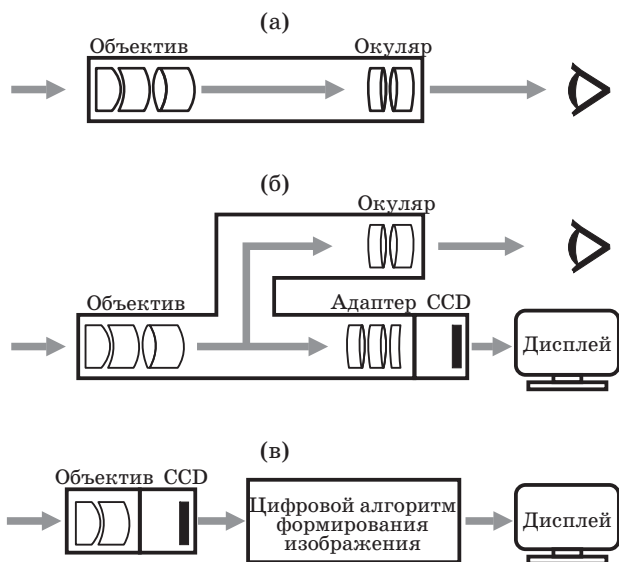 (а)
Объектив Окуляр
(б)
Окуляр
Объектив Адаптер CCD
Дисплей
(в)
Объектив CCD
Цифровой алгоритм
формирования
изображения
Дисплей